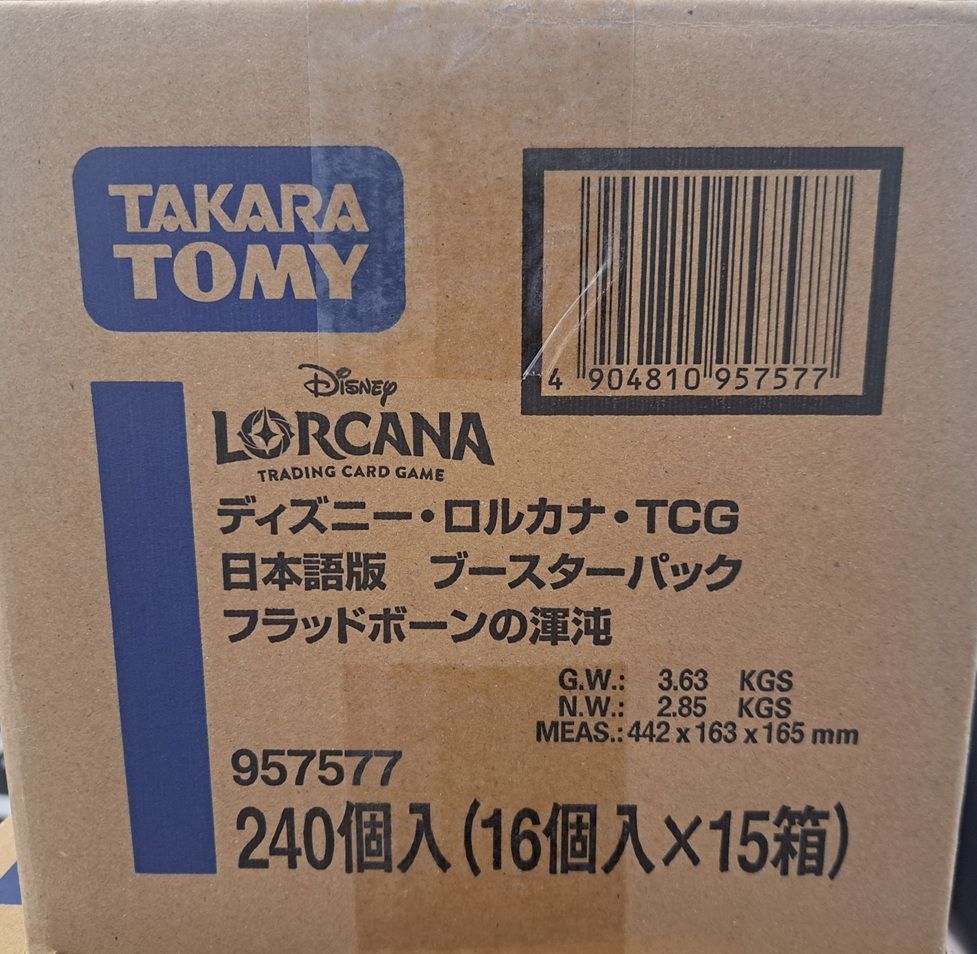 TAKARA
TOMY
4 904810 957577
Disney
LORCANA
TRADING CARD GAME
ディズニー・ロルカナ・TCG
日本語版 ブースターパック
フラッドボーンの渾沌
G.W.: 3.63 KGS
N.W.: 2.85 KGS
MEAS.: 442 x 163 x 165 mm
957577
240個入(16個入×15箱)